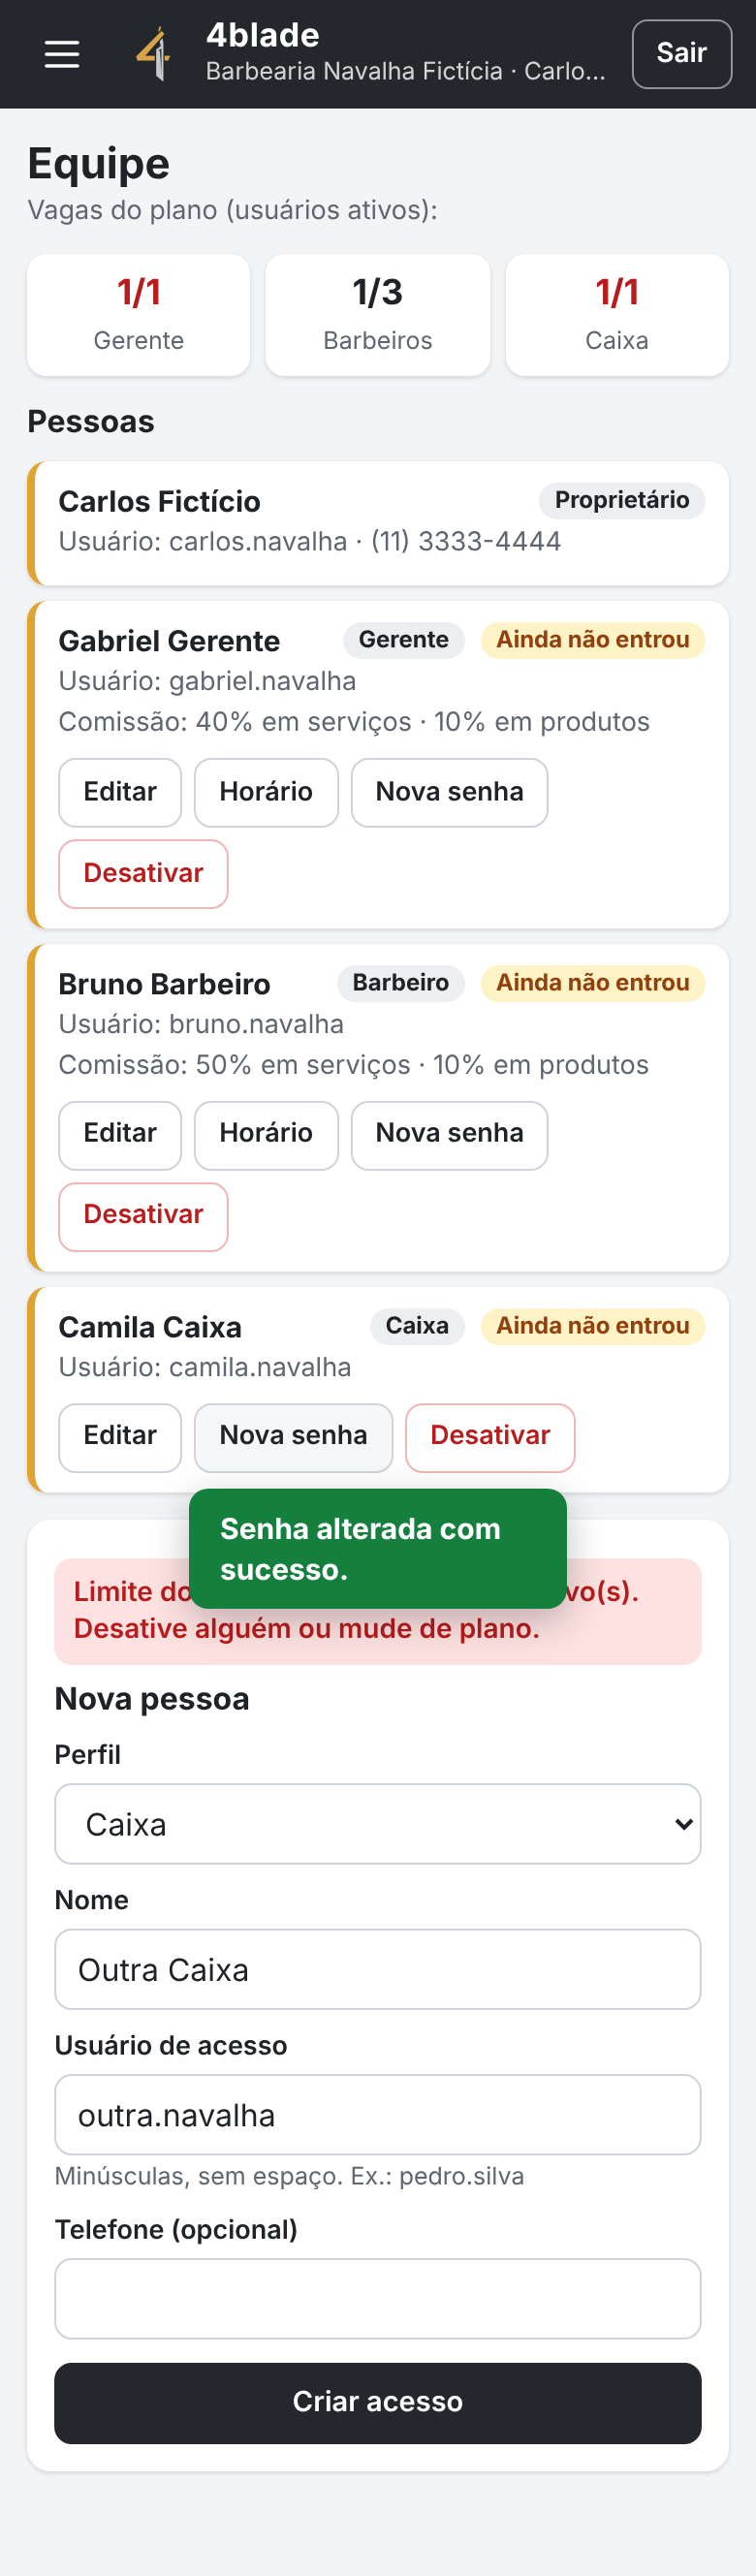 4blade
Barbearia Navalha Fictícia · Carlo...
Sair
Equipe
Vagas do plano (usuários ativos):
1/1
Gerente
1/3
Barbeiros
1/1
Caixa
Pessoas
Carlos Fictício
Proprietário
Usuário: carlos.navalha · (11) 3333-4444
Gabriel Gerente
Gerente
Ainda não entrou
Usuário: gabriel.navalha
Comissão: 40% em serviços · 10% em produtos
Editar
Horário
Nova senha
Desativar
Bruno Barbeiro
Barbeiro
Ainda não entrou
Usuário: bruno.navalha
Comissão: 50% em serviços · 10% em produtos
Editar
Horário
Nova senha
Desativar
Camila Caixa
Caixa
Ainda não entrou
Usuário: camila.navalha
Editar
Nova senha
Desativar
Senha alterada com
sucesso.
Limite
Desative alguém ou mude de plano.
Nova pessoa
Perfil
Caixa
Nome
Outra Caixa
Usuário de acesso
outra.navalha
Minúsculas, sem espaço. Ex.: pedro.silva
Telefone (opcional)
Criar acesso